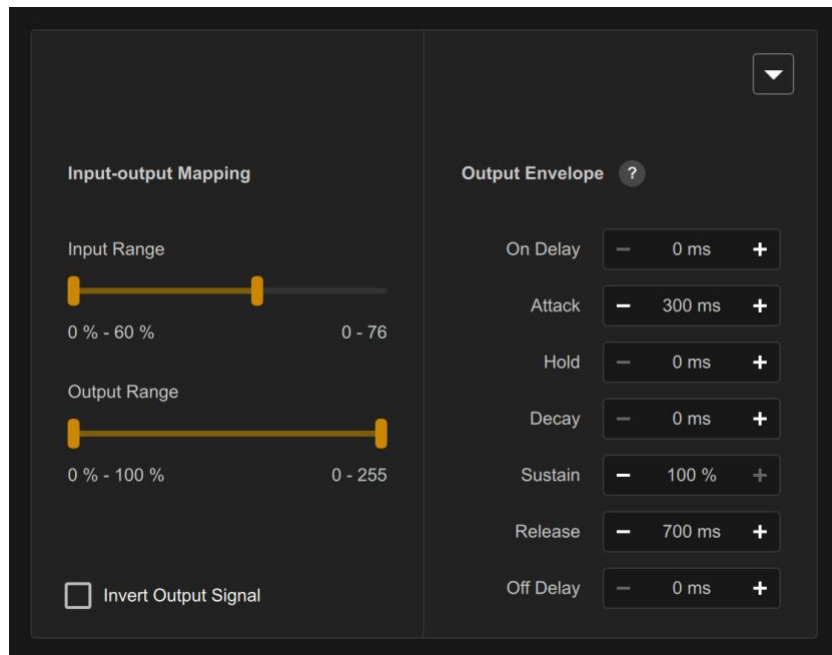 Input-output Mapping
Input Range
0 % - 60 % 0 - 76
Output Range
0 % - 100 % 0 - 255
Invert Output Signal
Output Envelope ?
On Delay − 0 ms +
Attack − 300 ms +
Hold − 0 ms +
Decay − 0 ms +
Sustain − 100 % +
Release − 700 ms +
Off Delay − 0 ms +